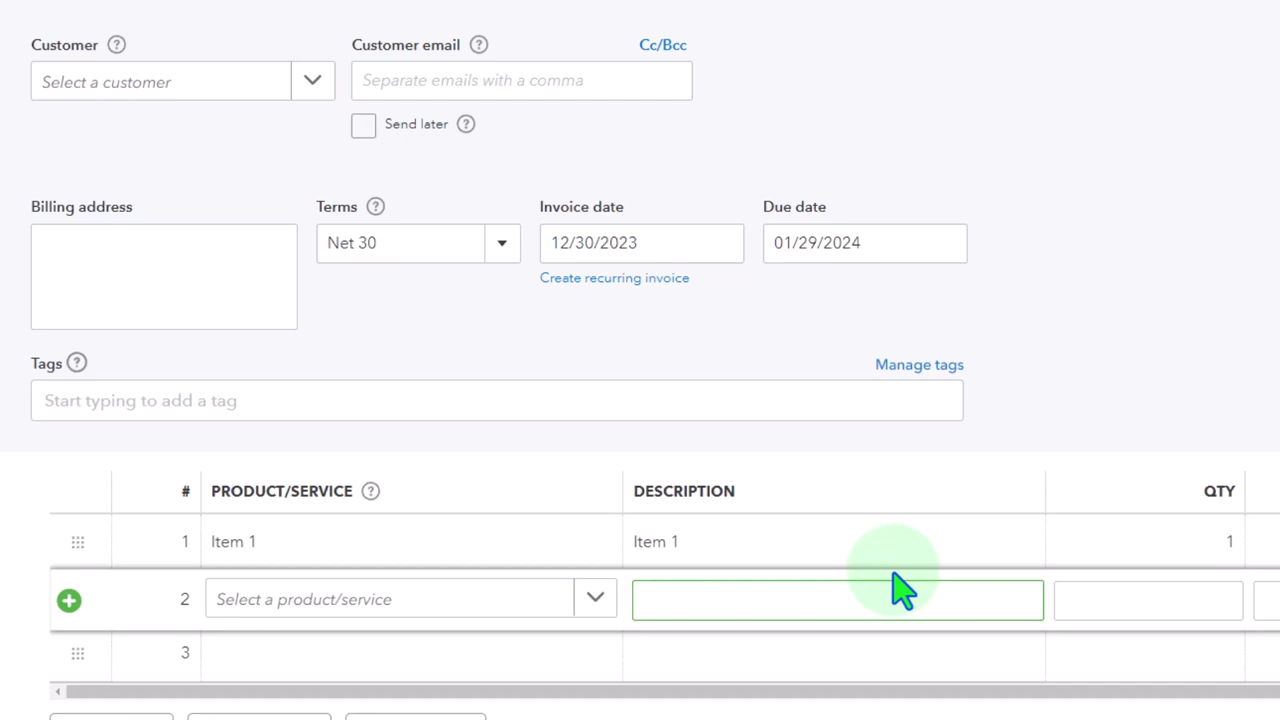 Customer ? Customer email ? Cc/Bcc
Select a customer Separate emails with a comma
Send later ?
Billing address Terms ? Invoice date Due date
Net 30 12/30/2023 01/29/2024
Create recurring invoice
Tags ? Manage tags
Start typing to add a tag
# PRODUCT/SERVICE ? DESCRIPTION QTY
1 Item 1 Item 1 1
2 Select a product/service
3